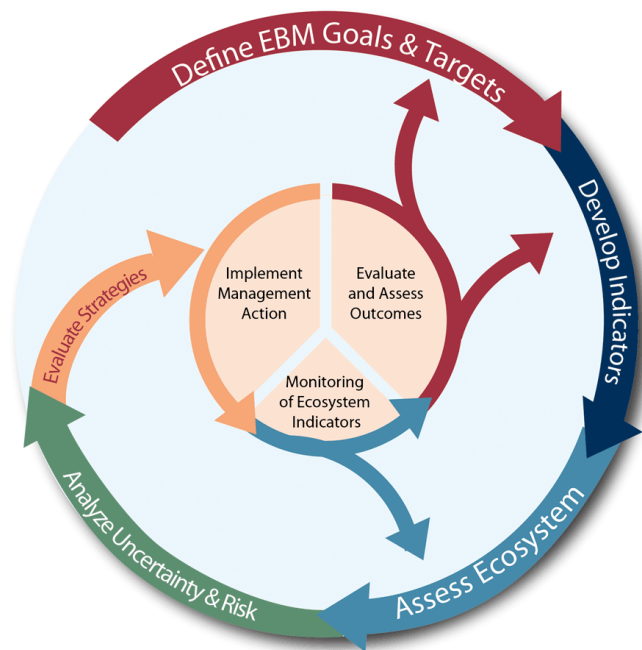 Define EBM Goals & Targets
Develop Indicators
Assess Ecosystem
Analyze Uncertainty & Risk
Evaluate Strategies
Implement
Management
Action
Evaluate
and Assess
Outcomes
Monitoring
of Ecosystem
Indicators